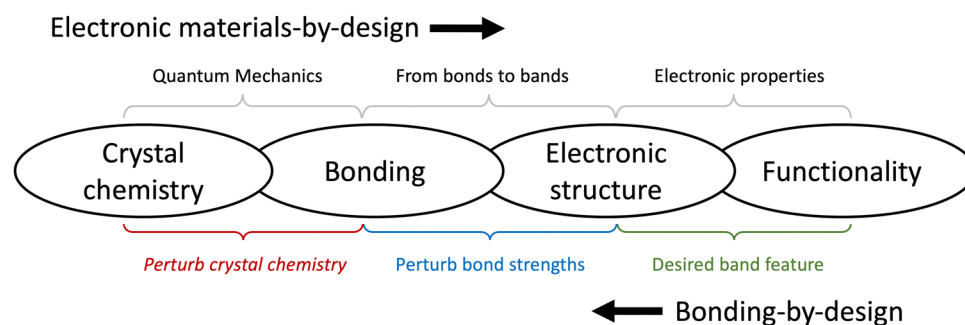 Electronic materials-by-design
Quantum Mechanics
From bonds to bands
Electronic properties
Crystal
chemistry
Bonding
Electronic
structure
Functionality
Perturb crystal chemistry
Perturb bond strengths
Desired band feature
Bonding-by-design